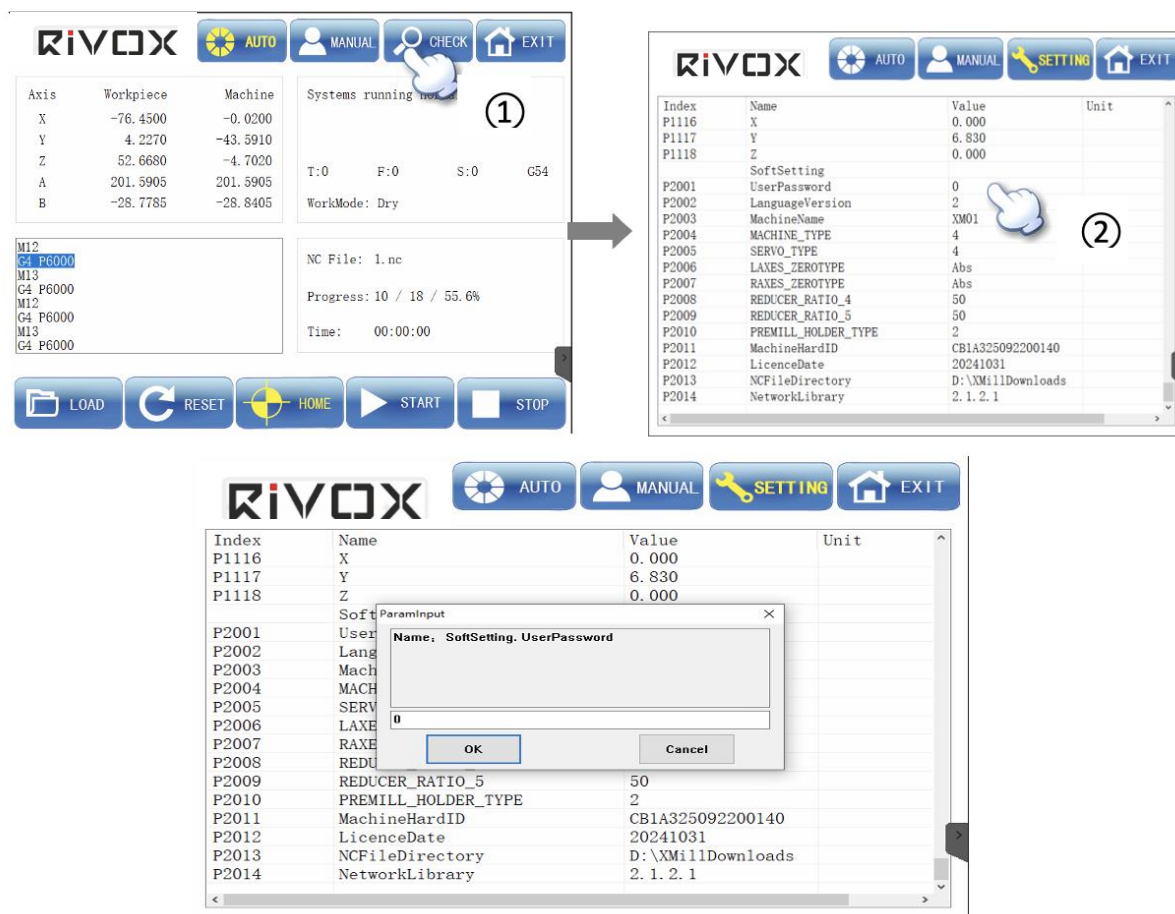 RiVOX AUTO MANUAL CHECK EXIT
Axis Workpiece Machine
X -76.4500 -0.0200
Y 4.2270 -43.5910
Z 52.6680 -4.7020
A 201.5905 201.5905
B -28.7785 -28.8405
Systems running
①
T:0 F:0 S:0 G54
WorkMode: Dry
M12
G4 P6000
M13
G4 P6000
M12
G4 P6000
M13
G4 P6000
NC File: 1.nc
Progress: 10 / 18 / 55.6%
Time: 00:00:00
>
LOAD RESET HOME START STOP
RiVOX AUTO MANUAL SETTING EXIT
Index Name Value Unit
P1116 X 0.000
P1117 Y 6.830
P1118 Z 0.000
SoftSetting
P2001 UserPassword 0
P2002 LanguageVersion 2
P2003 MachineName XM01
P2004 MACHINE_TYPE 4
P2005 SERVO_TYPE 4
P2006 LAXES_ZEROTYPE Abs
P2007 RAXES_ZEROTYPE Abs
P2008 REDUCER_RATIO_4 50
P2009 REDUCER_RATIO_5 50
P2010 PREMILL_HOLDER_TYPE 2
P2011 MachineHardID CB1A325092200140
P2012 LicenceDate 20241031
P2013 NCFileDirectory D:\XMillDownloads
P2014 NetworkLibrary 2.1.2.1
②
RiVOX AUTO MANUAL SETTING EXIT
Index Name Value Unit
P1116 X 0.000
P1117 Y 6.830
P1118 Z 0.000
Soft
P2001 User
P2002 Lang
P2003 Mach
P2004 MACH
P2005 SERV
P2006 LAXE
P2007 RAXE
P2008 REDU
P2009 REDUCER_RATIO_5 50
P2010 PREMILL_HOLDER_TYPE 2
P2011 MachineHardID CB1A325092200140
P2012 LicenceDate 20241031
P2013 NCFileDirectory D:\XMillDownloads
P2014 NetworkLibrary 2.1.2.1
ParamInput
Name: SoftSetting. UserPassword
0
OK Cancel